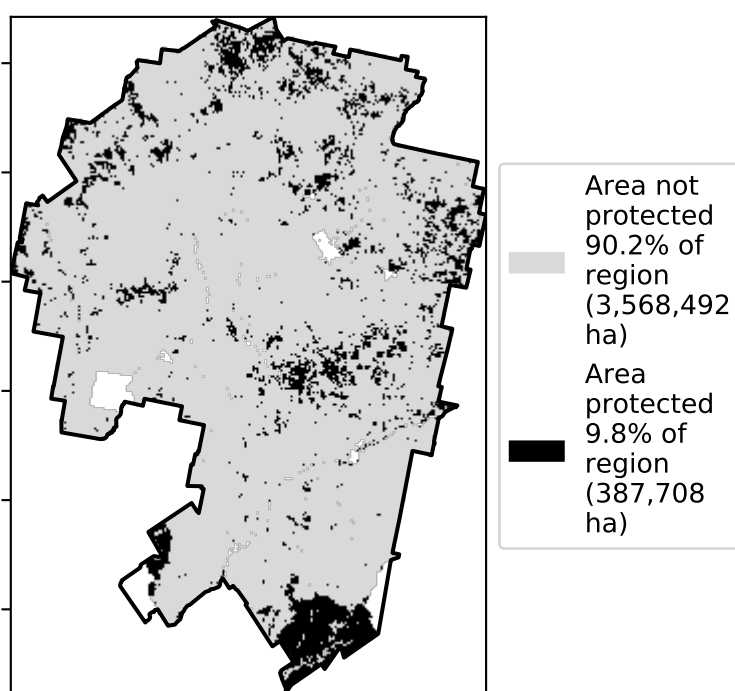 Area not
protected
90.2% of
region
(3,568,492
ha)
Area
protected
9.8% of
region
(387,708
ha)